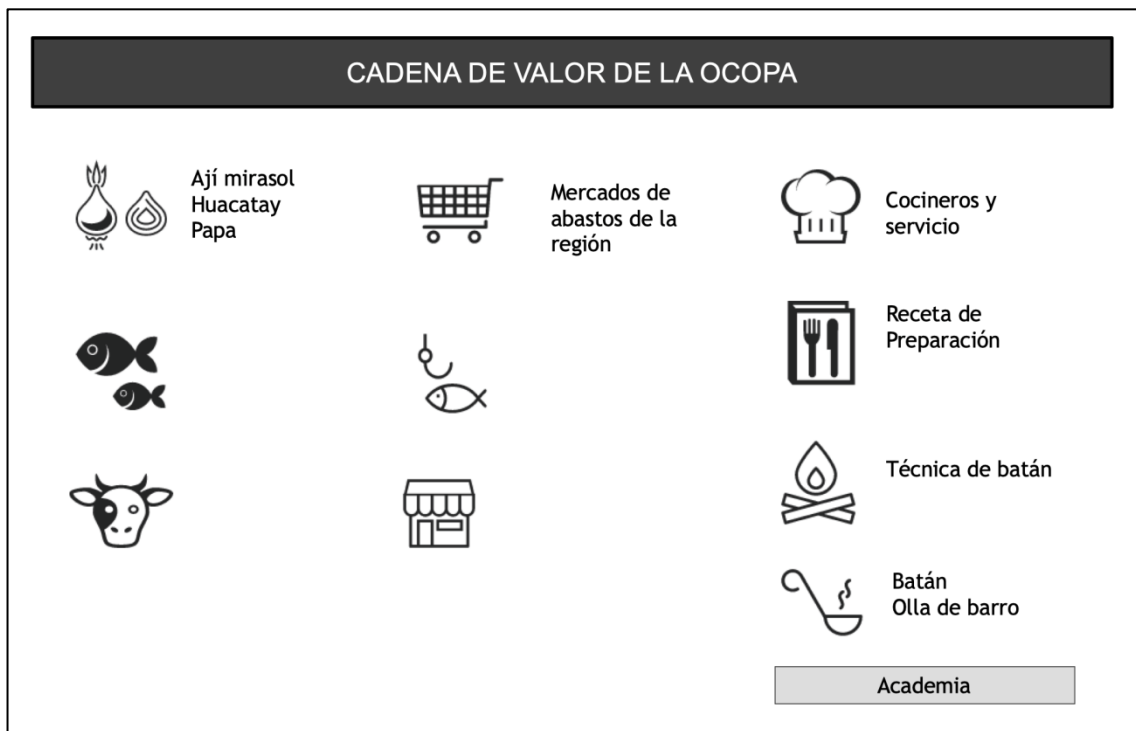 CADENA DE VALOR DE LA OCOPA
Ají mirasol
Huacatay
Papa
Mercados de
abastos de la
región
Cocineros y
servicio
Receta de
Preparación
Técnica de batán
Batán
Olla de barro
Academia